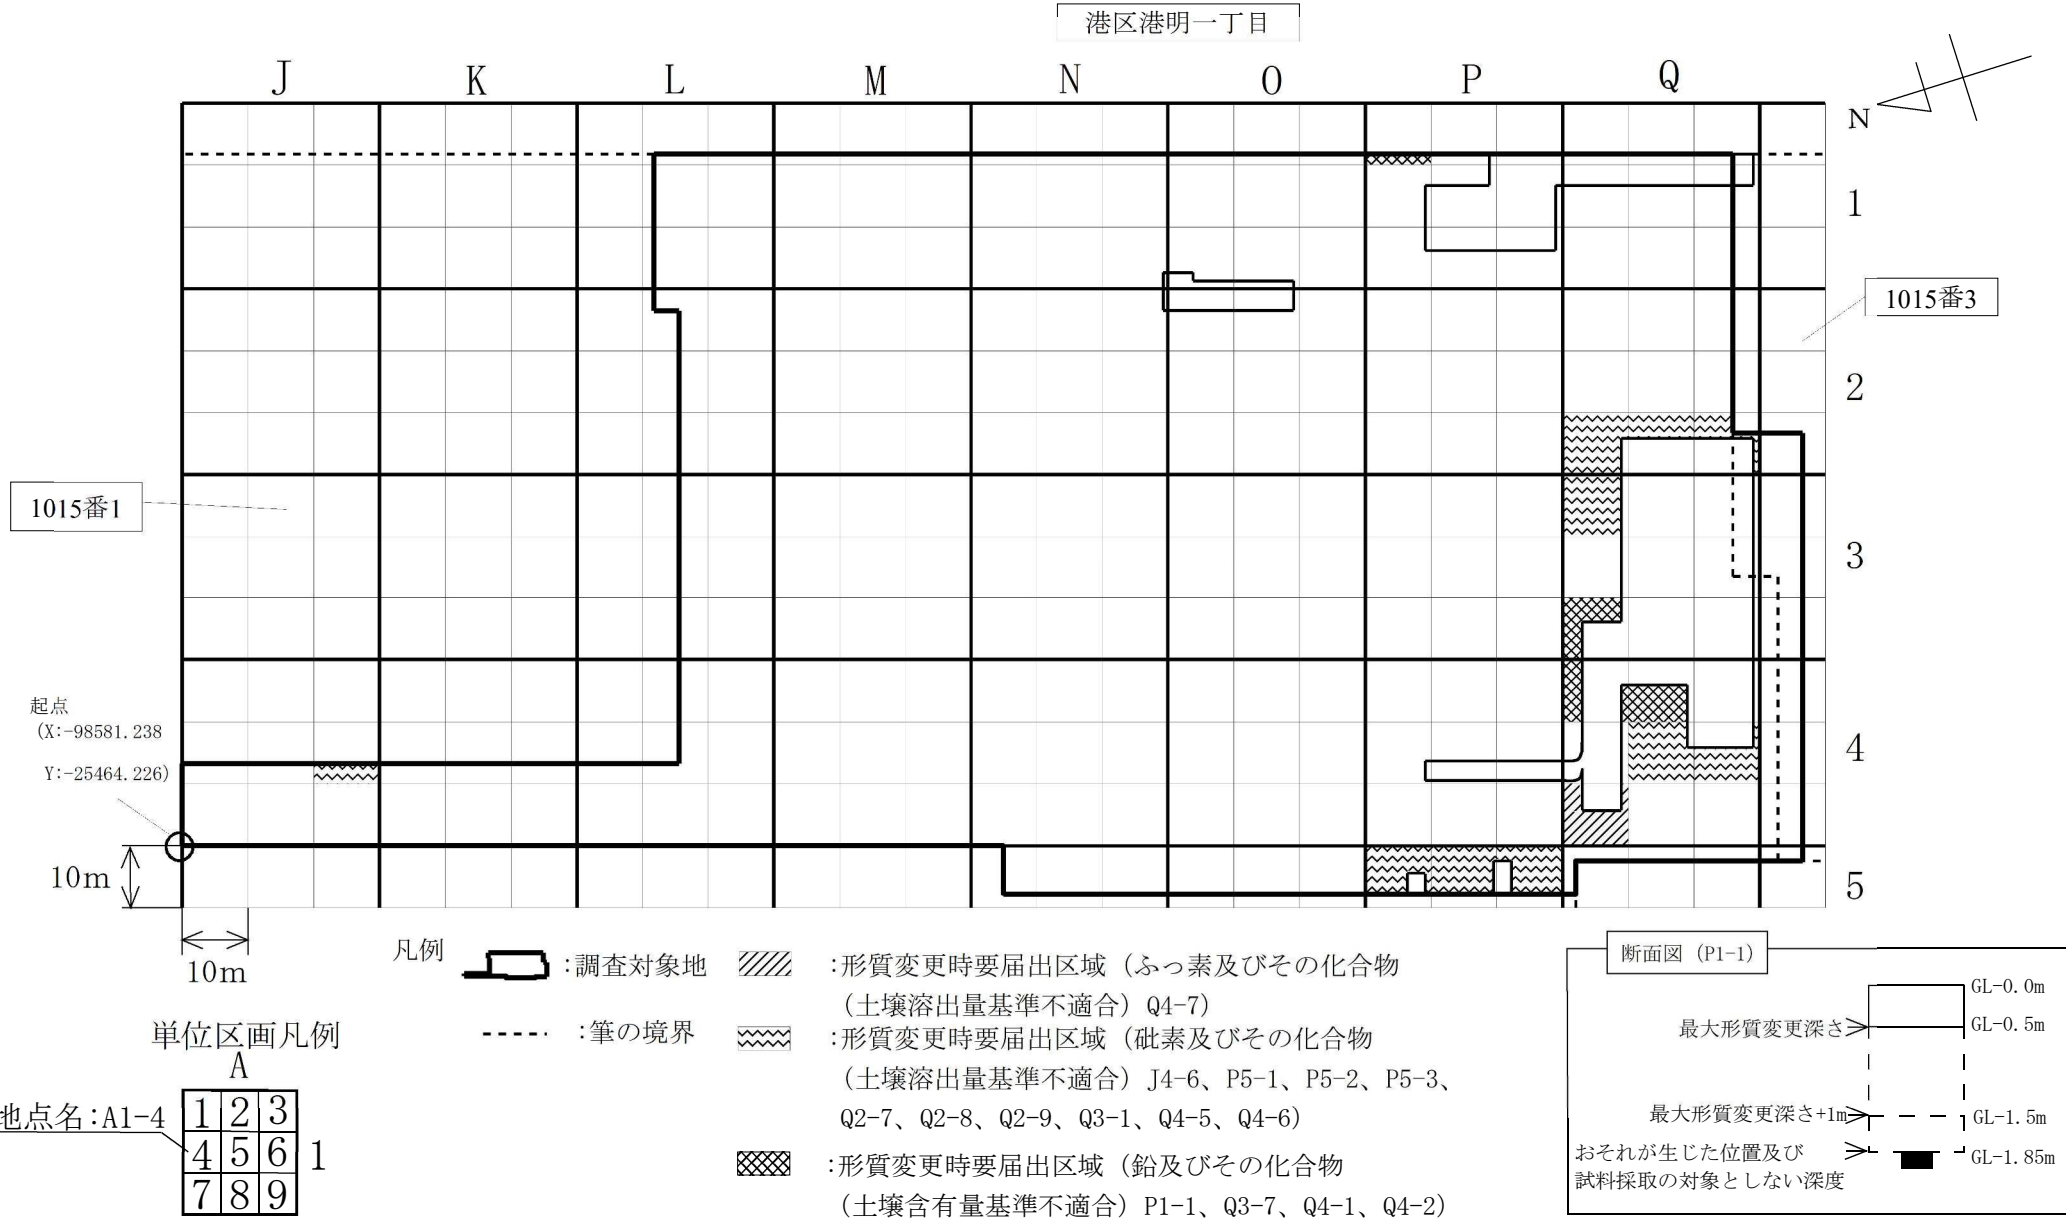 港区港明一丁目
J K L M N O P Q
N
1
1015番3
2
1015番1
3
起点
(X:-98581.238
Y:-25464.226)
4
10m
5
10m
凡例
:調査対象地
:筆の境界
:形質変更時要届出区域（ふっ素及びその化合物
（土壌溶出量基準不適合）Q4-7）
:形質変更時要届出区域（砒素及びその化合物
（土壌溶出量基準不適合）J4-6、P5-1、P5-2、P5-3、
Q2-7、Q2-8、Q2-9、Q3-1、Q4-5、Q4-6）
:形質変更時要届出区域（鉛及びその化合物
（土壌含有量基準不適合）P1-1、Q3-7、Q4-1、Q4-2）
単位区画凡例
A
地点名:A1-4
1 2 3
4 5 6 1
7 8 9
断面図（P1-1）
GL-0.0m
最大形質変更深さ GL-0.5m
最大形質変更深さ+1m GL-1.5m
おそれが生じた位置及び GL-1.85m
試料採取の対象としない深度